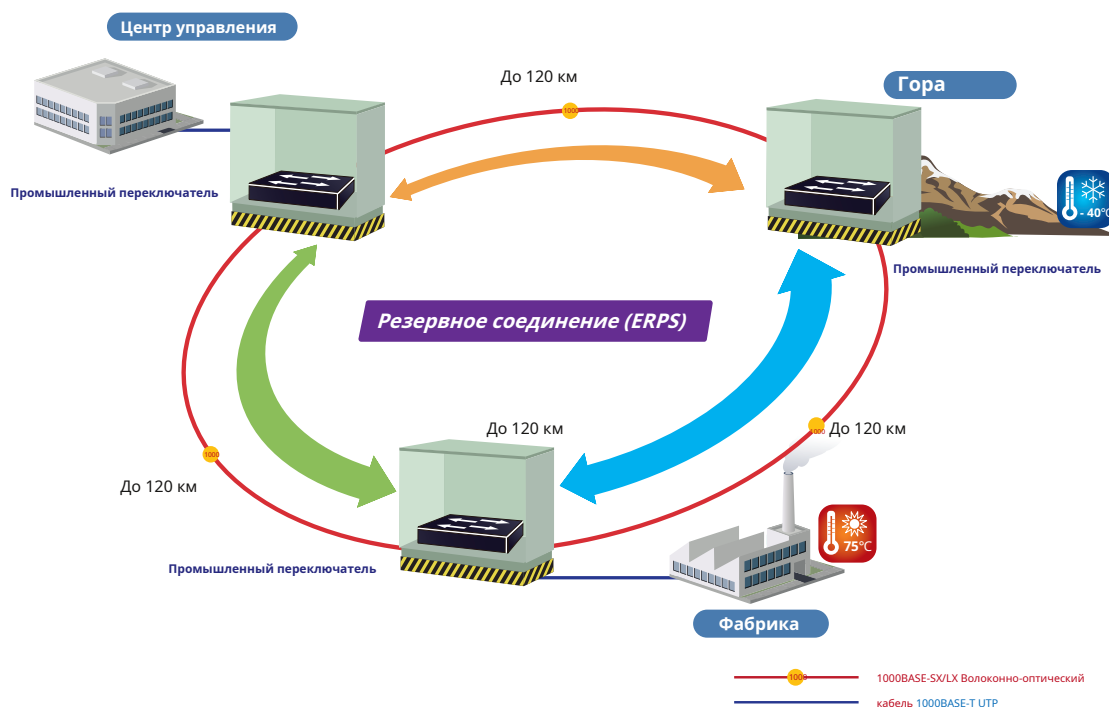 Центр управления
До 120 км
Гора
1000
Промышленный переключатель
- 40°C
Промышленный переключатель
Резервное соединение (ERPS)
До 120 км
1000
До 120 км
1000
До 120 км
75°C
Промышленный переключатель
Фабрика
1000
1000BASE-SX/LX Волоконно-оптический
кабель 1000BASE-T UTP